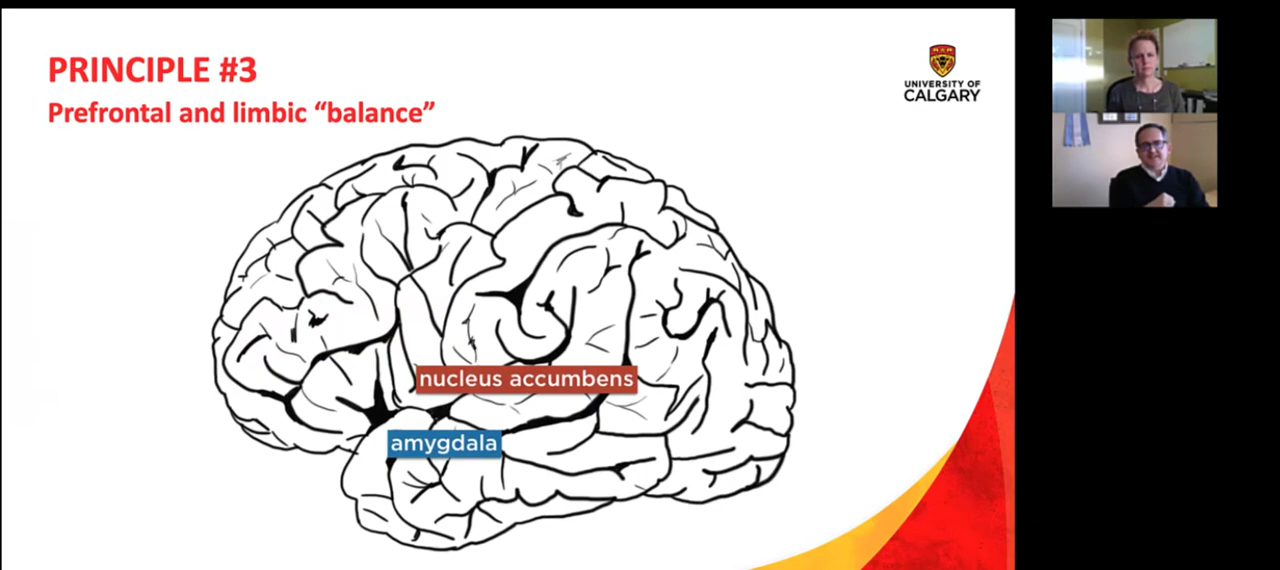 PRINCIPLE #3
Prefrontal and limbic “balance”
UNIVERSITY OF
CALGARY
nucleus accumbens
amygdala